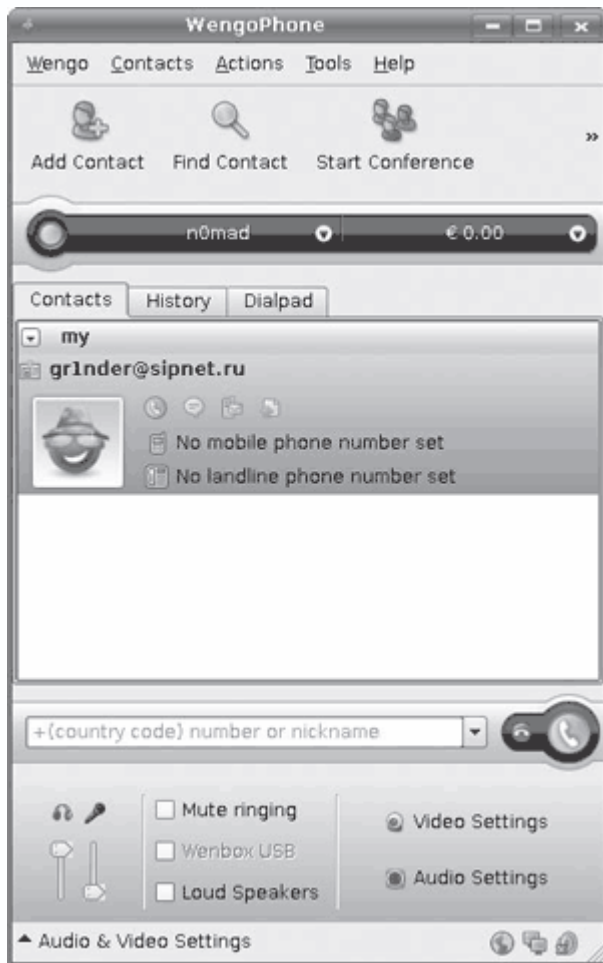 WengoPhone
Wengo Contacts Actions Tools Help
Add Contact Find Contact Start Conference »
n0mad € 0.00
Contacts History Dialpad
my
gr1nder@sipnet.ru
No mobile phone number set
No landline phone number set
+(country code) number or nickname
Mute ringing
Wenbox USB
Loud Speakers
Video Settings
Audio Settings
Audio & Video Settings